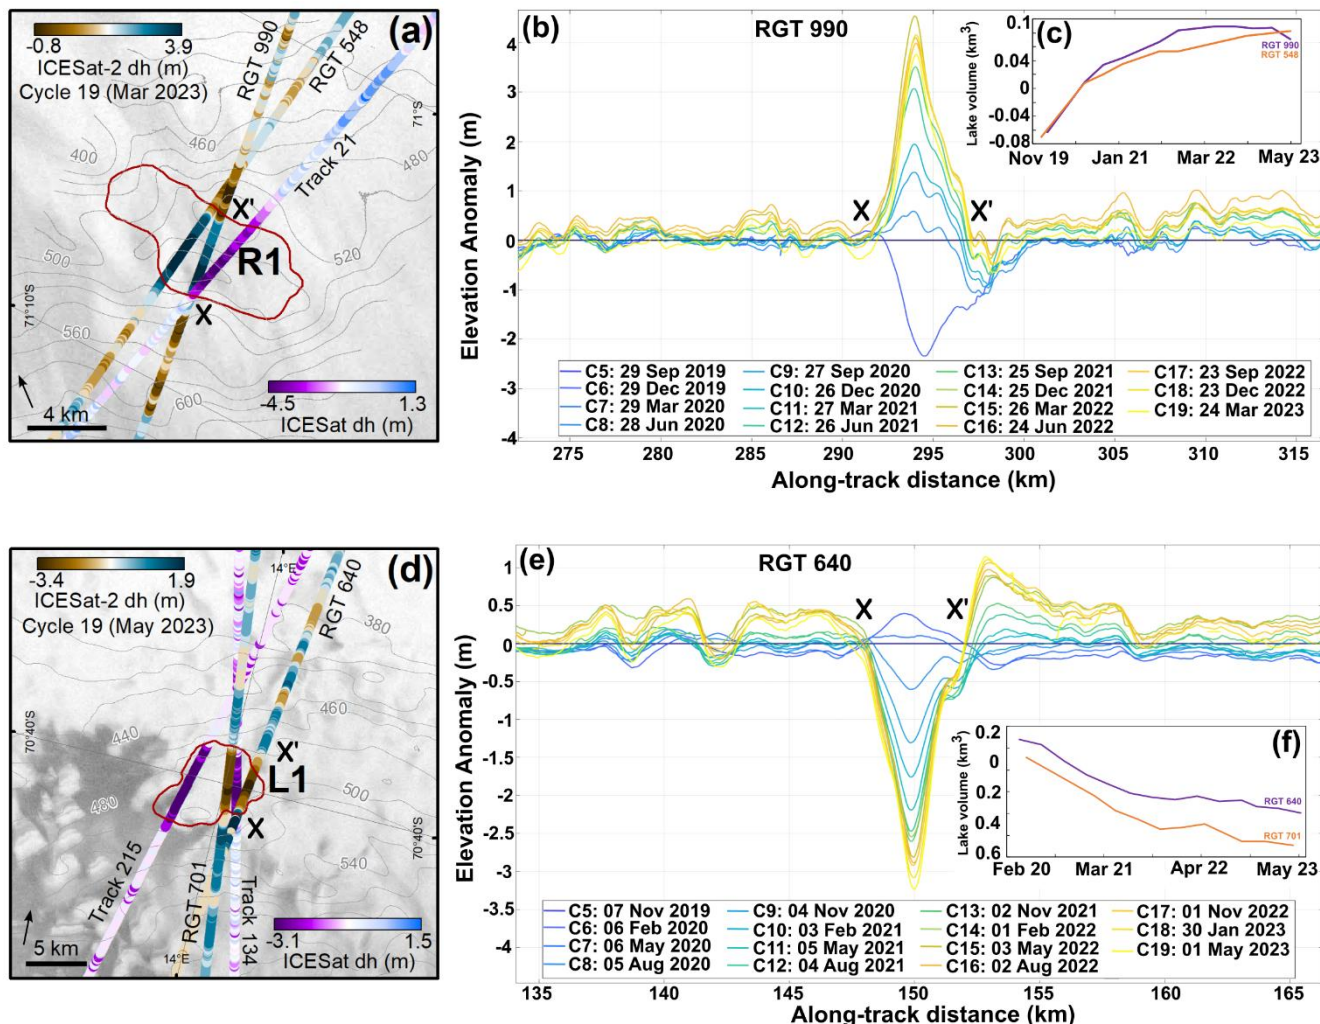 (a)
-0.8 3.9
ICESat-2 dh (m)
Cycle 19 (Mar 2023)
RGT 990
RGT 548
Track 21
71°S
460
400
480
X'
R1
500
520
X
71°10'S
560
600
4 km
-4.5 1.3
ICESat dh (m)
(b)
RGT 990
Elevation Anomaly (m)
4
3
2
1
0
-1
-2
-3
-4
X X'
C5: 29 Sep 2019 C9: 27 Sep 2020 C13: 25 Sep 2021 C17: 23 Sep 2022
C6: 29 Dec 2019 C10: 26 Dec 2020 C14: 25 Dec 2021 C18: 23 Dec 2022
C7: 29 Mar 2020 C11: 27 Mar 2021 C15: 26 Mar 2022 C19: 24 Mar 2023
C8: 28 Jun 2020 C12: 26 Jun 2021 C16: 24 Jun 2022
275 280 285 290 295 300 305 310 315
Along-track distance (km)
(c)
Lake volume (km³)
0.1
0.04
0
-0.04
-0.08
RGT 990
RGT 548
Nov 19 Jan 21 Mar 22 May 23
(d)
-3.4 1.9
ICESat-2 dh (m)
Cycle 19 (May 2023)
14°E
RGT 640
380
460
70°40'S
440
X'
L1
480
500
X
70°40'S
540
Track 215
RGT 701
Track 134
14°E
5 km
-3.1 1.5
ICESat dh (m)
(e)
RGT 640
Elevation Anomaly (m)
1
0.5
0
-0.5
-1
-1.5
-2
-2.5
-3
-3.5
-4
X X'
C5: 07 Nov 2019 C9: 04 Nov 2020 C13: 02 Nov 2021 C17: 01 Nov 2022
C6: 06 Feb 2020 C10: 03 Feb 2021 C14: 01 Feb 2022 C18: 30 Jan 2023
C7: 06 May 2020 C11: 05 May 2021 C15: 03 May 2022 C19: 01 May 2023
C8: 05 Aug 2020 C12: 04 Aug 2021 C16: 02 Aug 2022
135 140 145 150 155 160 165
Along-track distance (km)
(f)
Lake volume (km³)
0.2
0
0.2
0.4
0.6
RGT 640
RGT 701
Feb 20 Mar 21 Apr 22 May 23